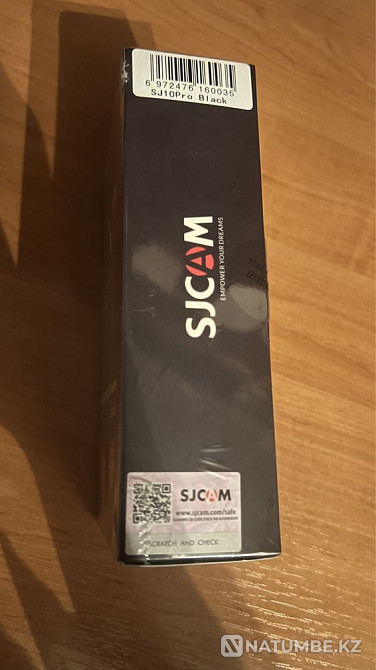 6 972476 160035
SJ10Pro Black
SJCAM
EMPOWER YOUR DREAMS
SJCAM
www.sjcam.com/safe
SCRATCH AND CHECK
NATUMBE.KZ